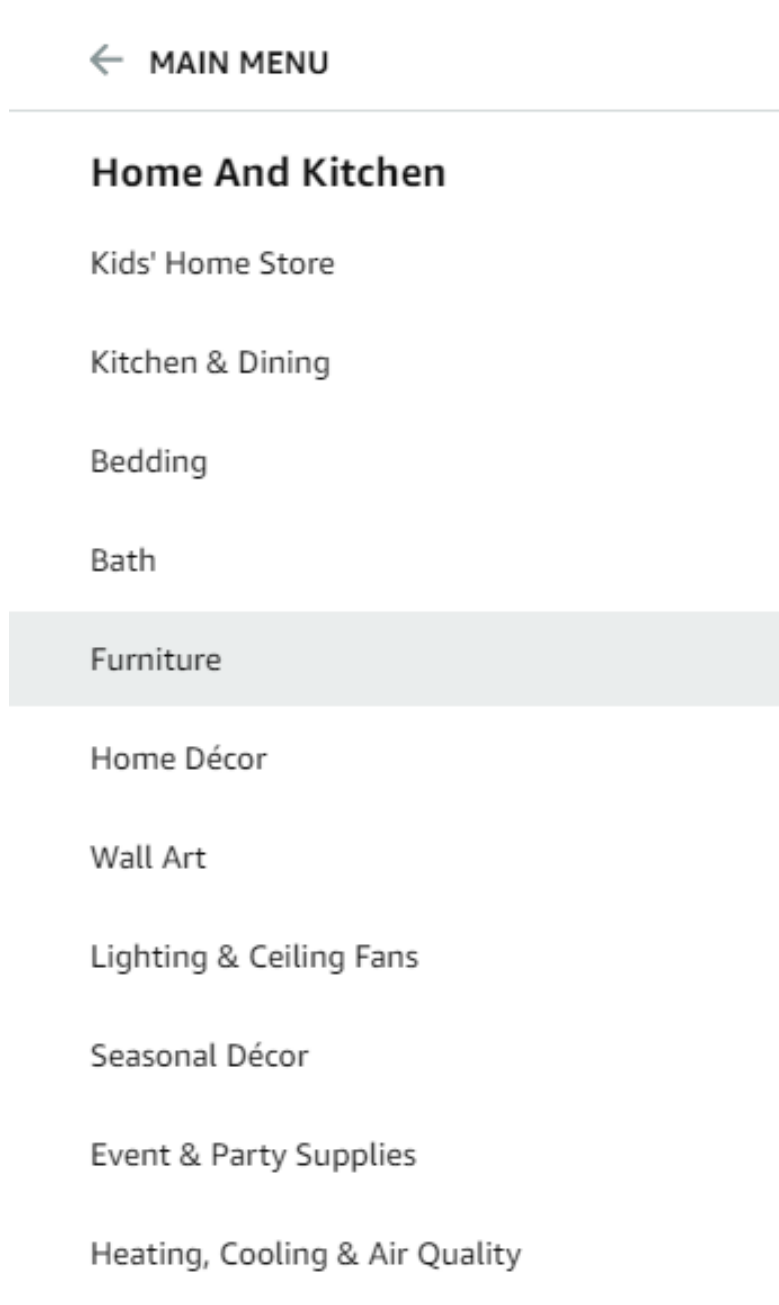 MAIN MENU
Home And Kitchen
Kids' Home Store
Kitchen & Dining
Bedding
Bath
Furniture
Home Décor
Wall Art
Lighting & Ceiling Fans
Seasonal Décor
Event & Party Supplies
Heating, Cooling & Air Quality